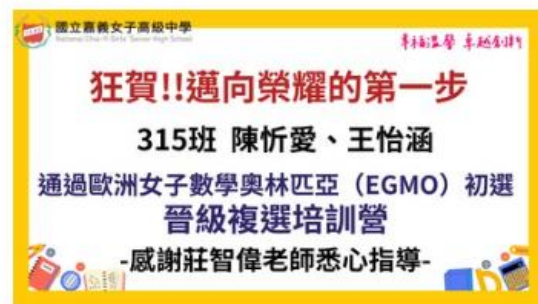 國立嘉義女子高級中學
National Chia-Yi Girls' Senior High School
幸福溫馨 卓越創新
狂賀!!邁向榮耀的第一步
315班 陳忻愛、王怡涵
通過歐洲女子數學奧林匹亞（EGMO）初選
晉級複選培訓營
-感謝莊智偉老師悉心指導-